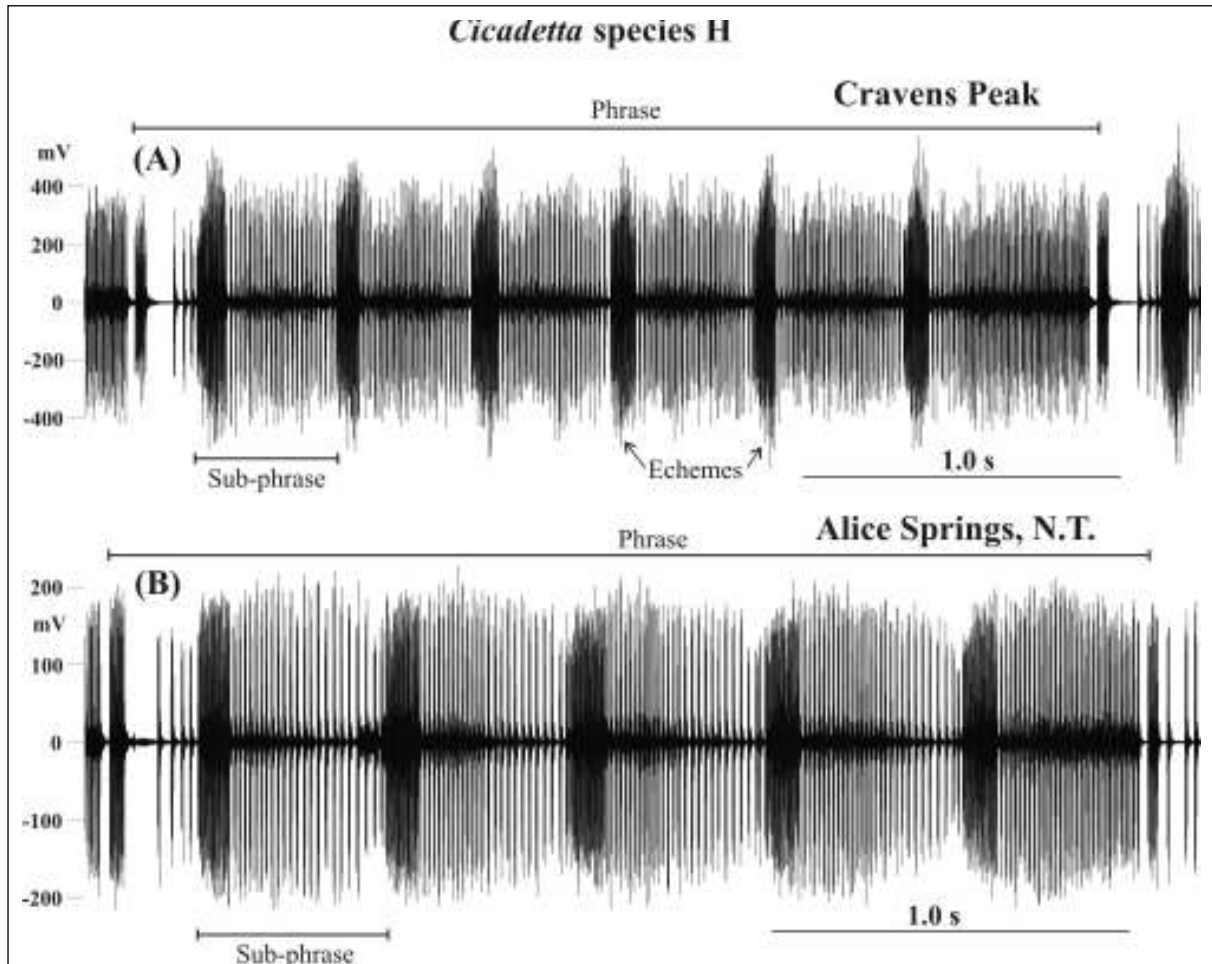 Cicadetta species H
Cravens Peak
Phrase
mV
(A)
400
200
0
-200
-400
Sub-phrase
Echemes
1.0 s
Alice Springs, N.T.
Phrase
(B)
200
mV
100
0
-100
-200
Sub-phrase
1.0 s